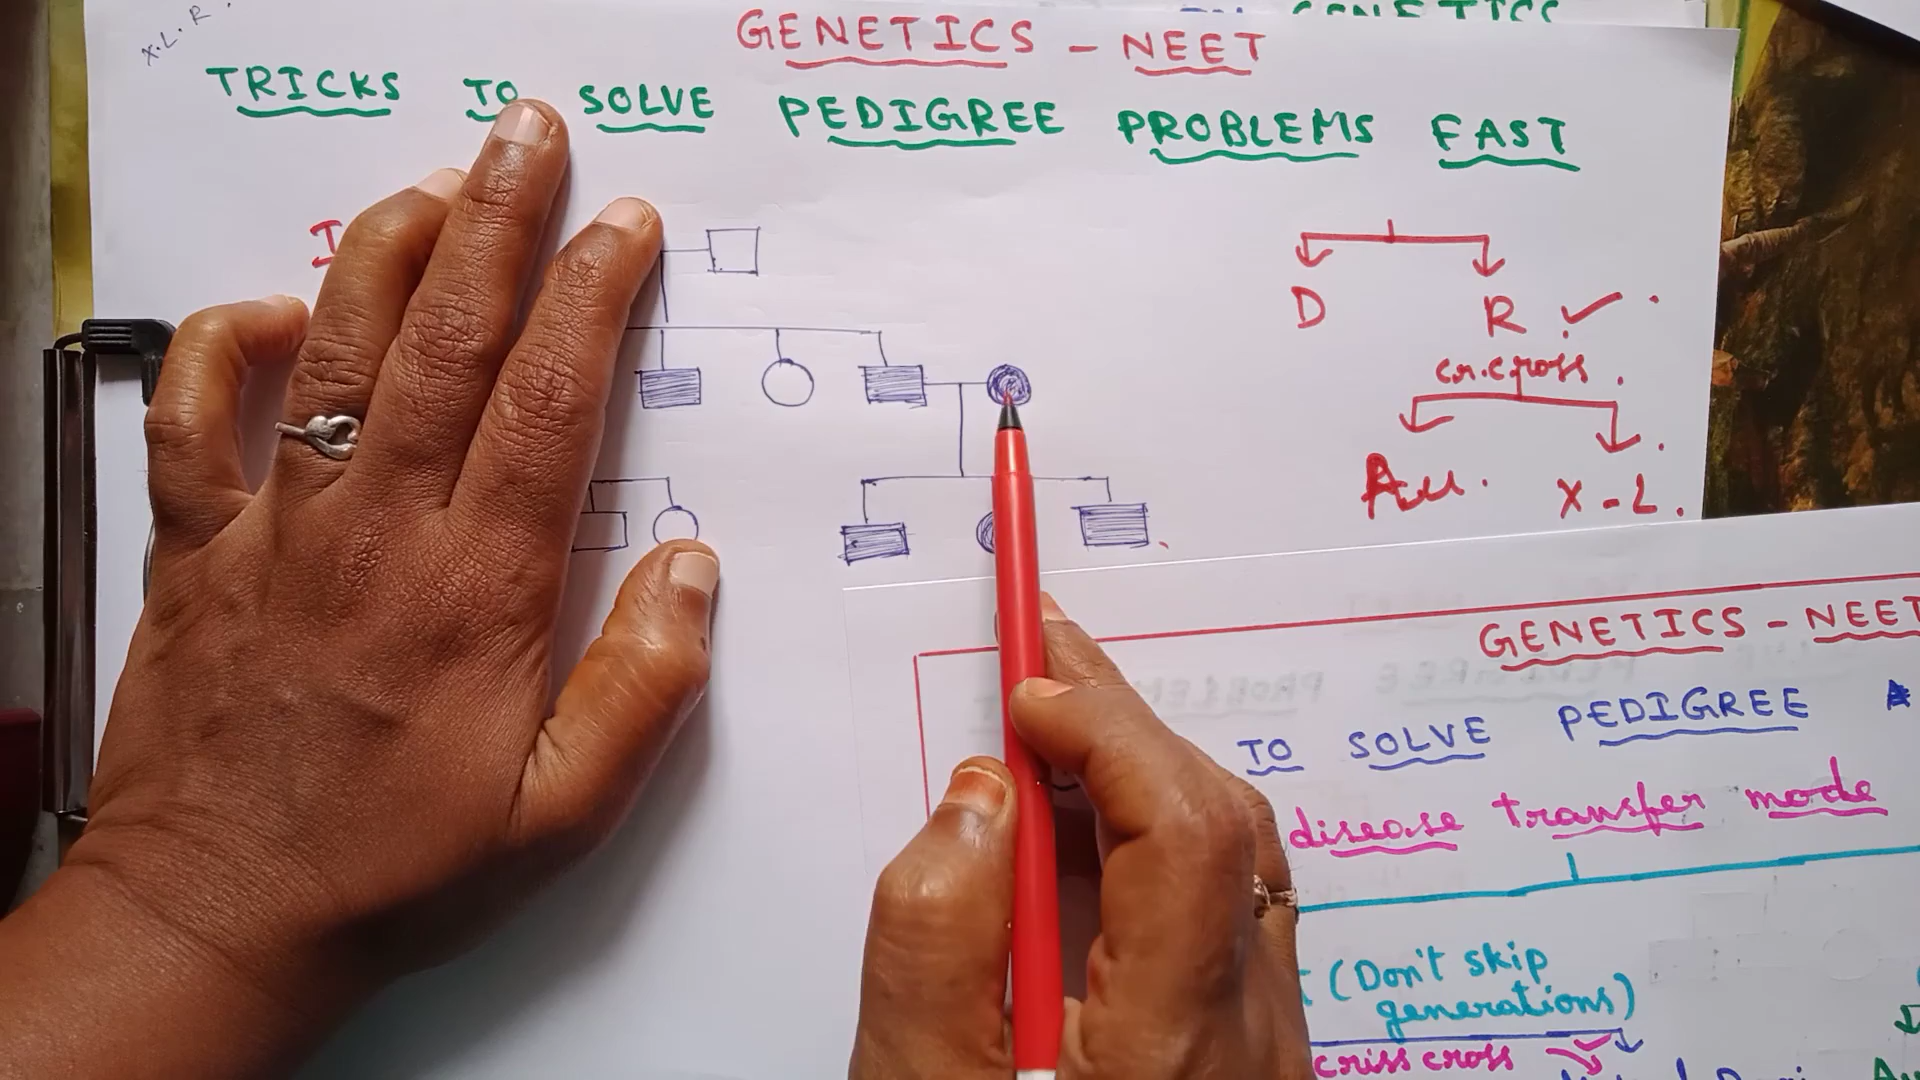 X.L.R.
GENETICS - NEET
TRICKS TO SOLVE PEDIGREE PROBLEMS FAST
I
D R ✓.
cr.cross.
Au. X-L.
GENETICS - NEET
TO SOLVE PEDIGREE A
disease transfer mode
(Don't skip
generations)
criss cross